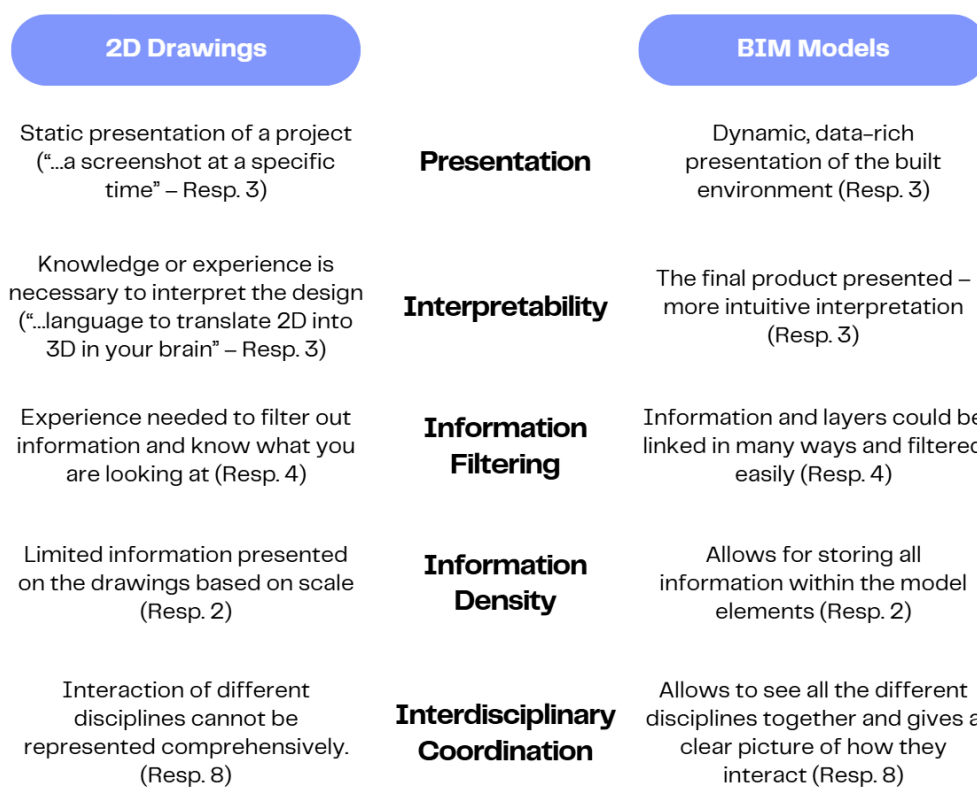 2D Drawings
BIM Models
Static presentation of a project
(“...a screenshot at a specific
time” – Resp. 3)
Presentation
Dynamic, data-rich
presentation of the built
environment (Resp. 3)
Knowledge or experience is
necessary to interpret the design
(“...language to translate 2D into
3D in your brain” – Resp. 3)
Interpretability
The final product presented –
more intuitive interpretation
(Resp. 3)
Experience needed to filter out
information and know what you
are looking at (Resp. 4)
Information
Filtering
Information and layers could be
linked in many ways and filtered
easily (Resp. 4)
Limited information presented
on the drawings based on scale
(Resp. 2)
Information
Density
Allows for storing all
information within the model
elements (Resp. 2)
Interaction of different
disciplines cannot be
represented comprehensively.
(Resp. 8)
Interdisciplinary
Coordination
Allows to see all the different
disciplines together and gives a
clear picture of how they
interact (Resp. 8)